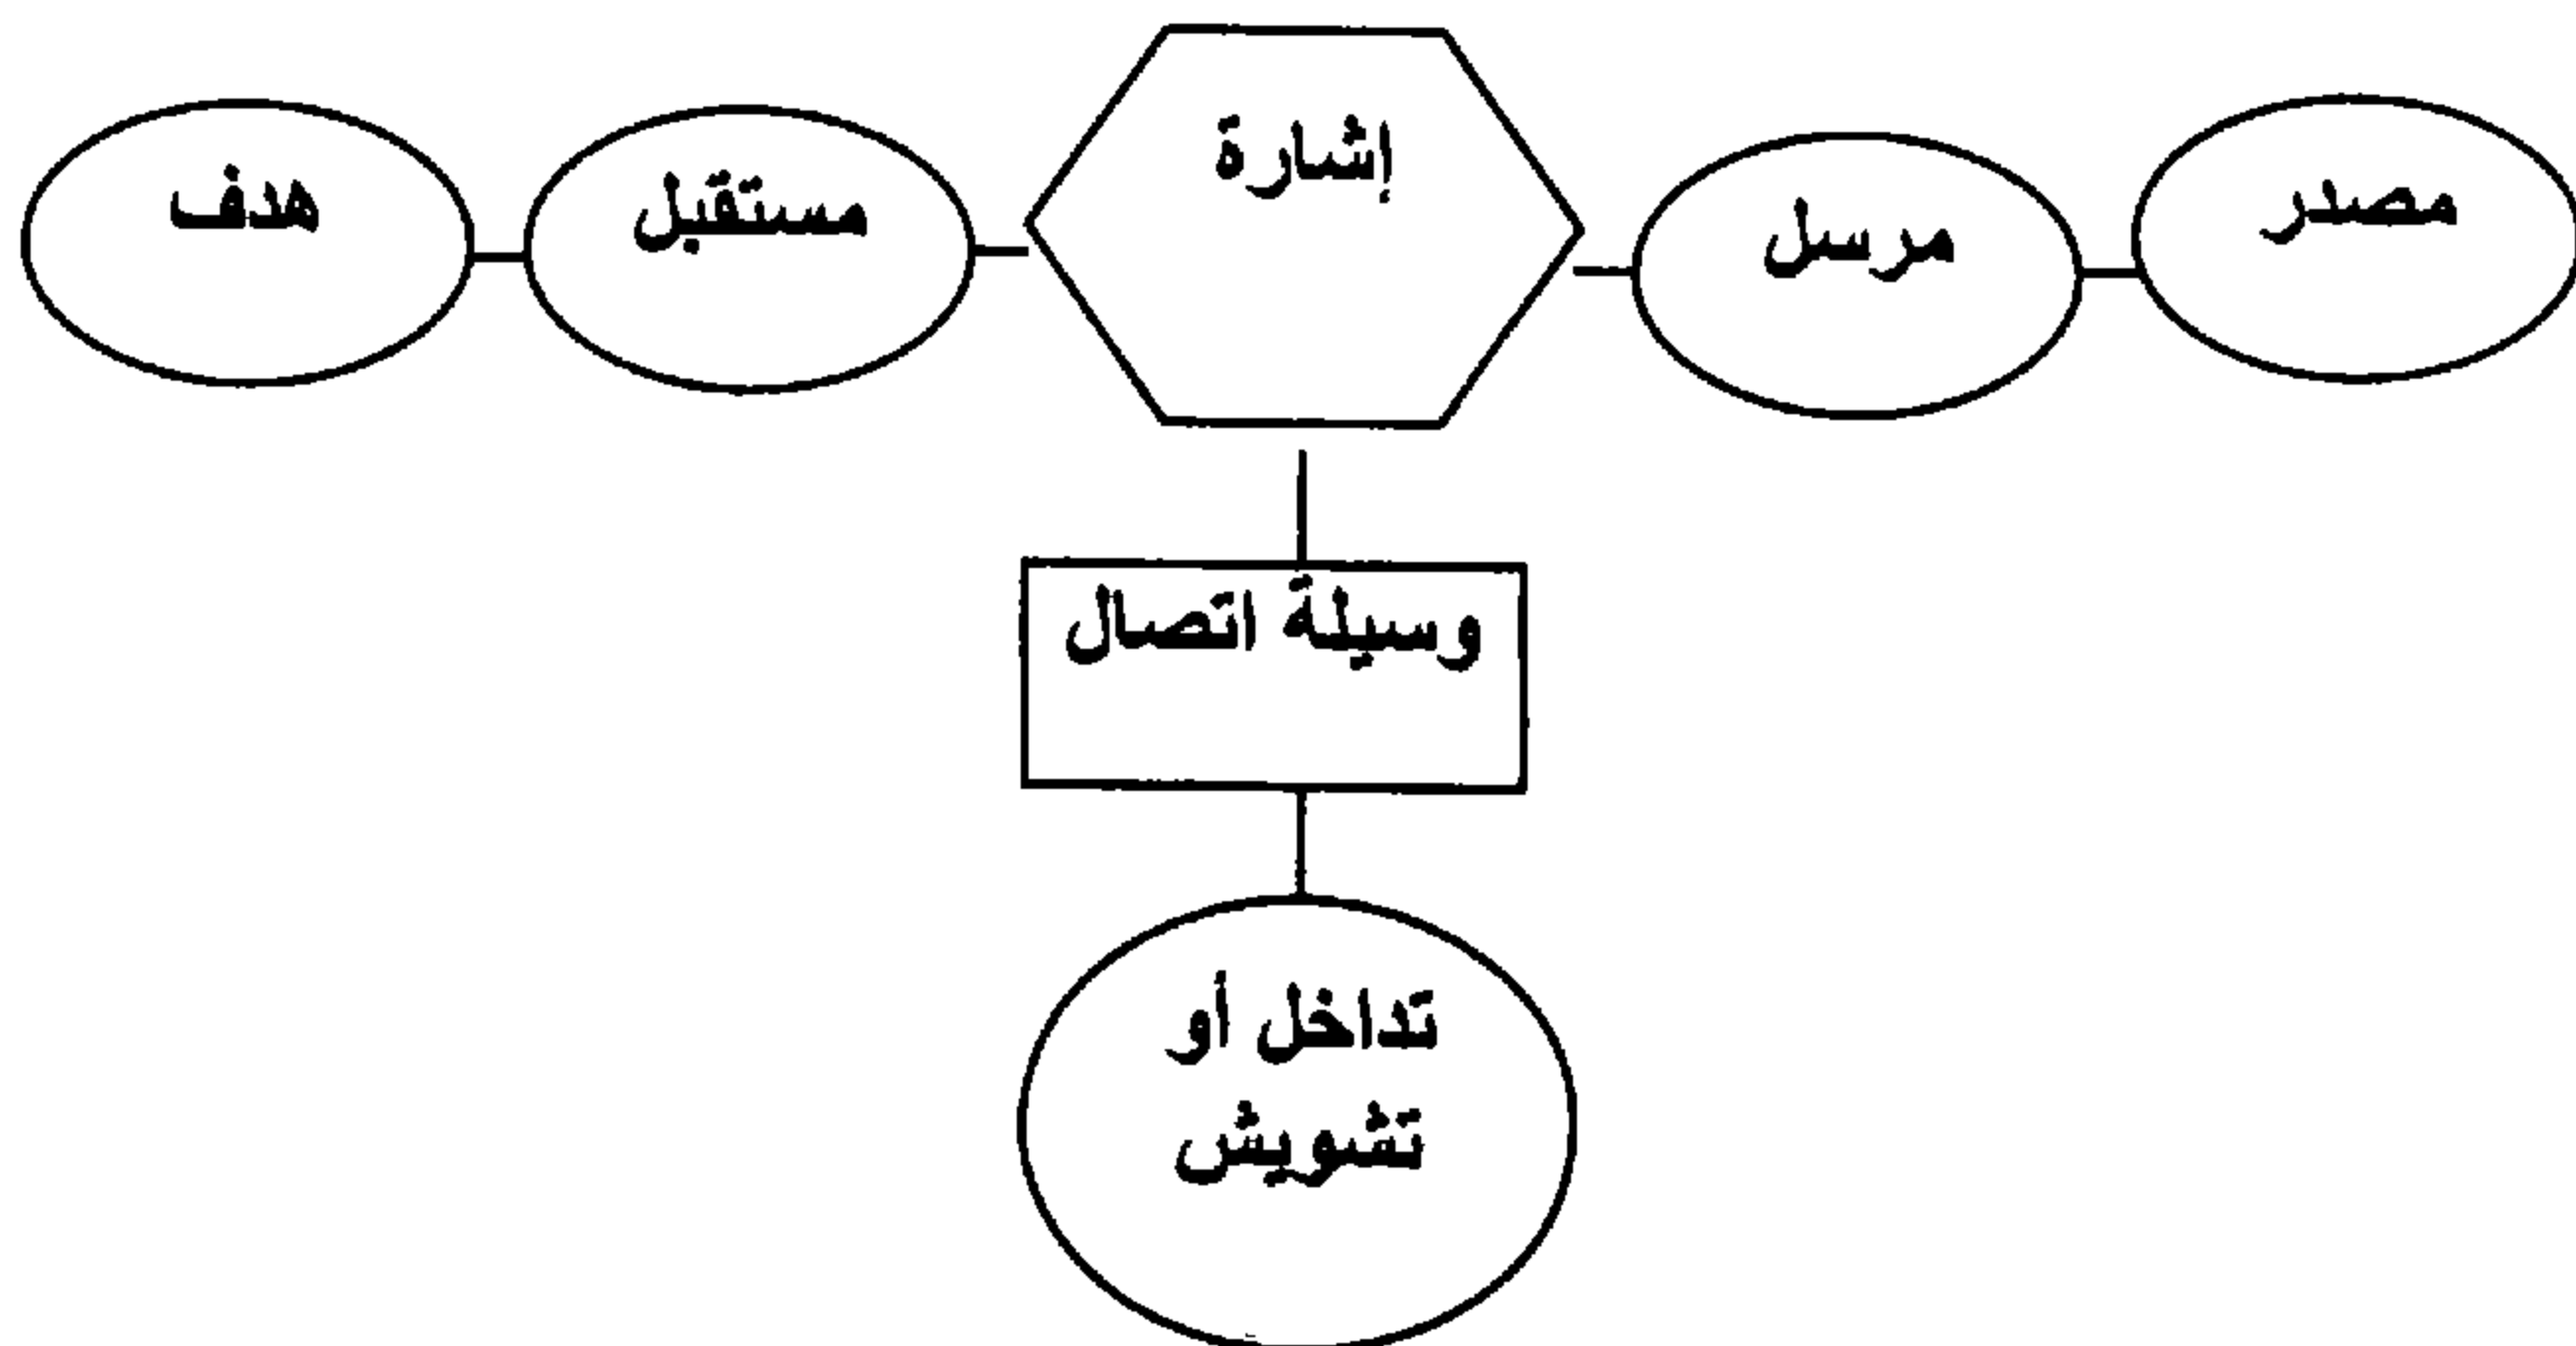 مصدر
مرسل
إشارة
مستقبل
هدف
وسيلة اتصال
تداخل أو
تشويش